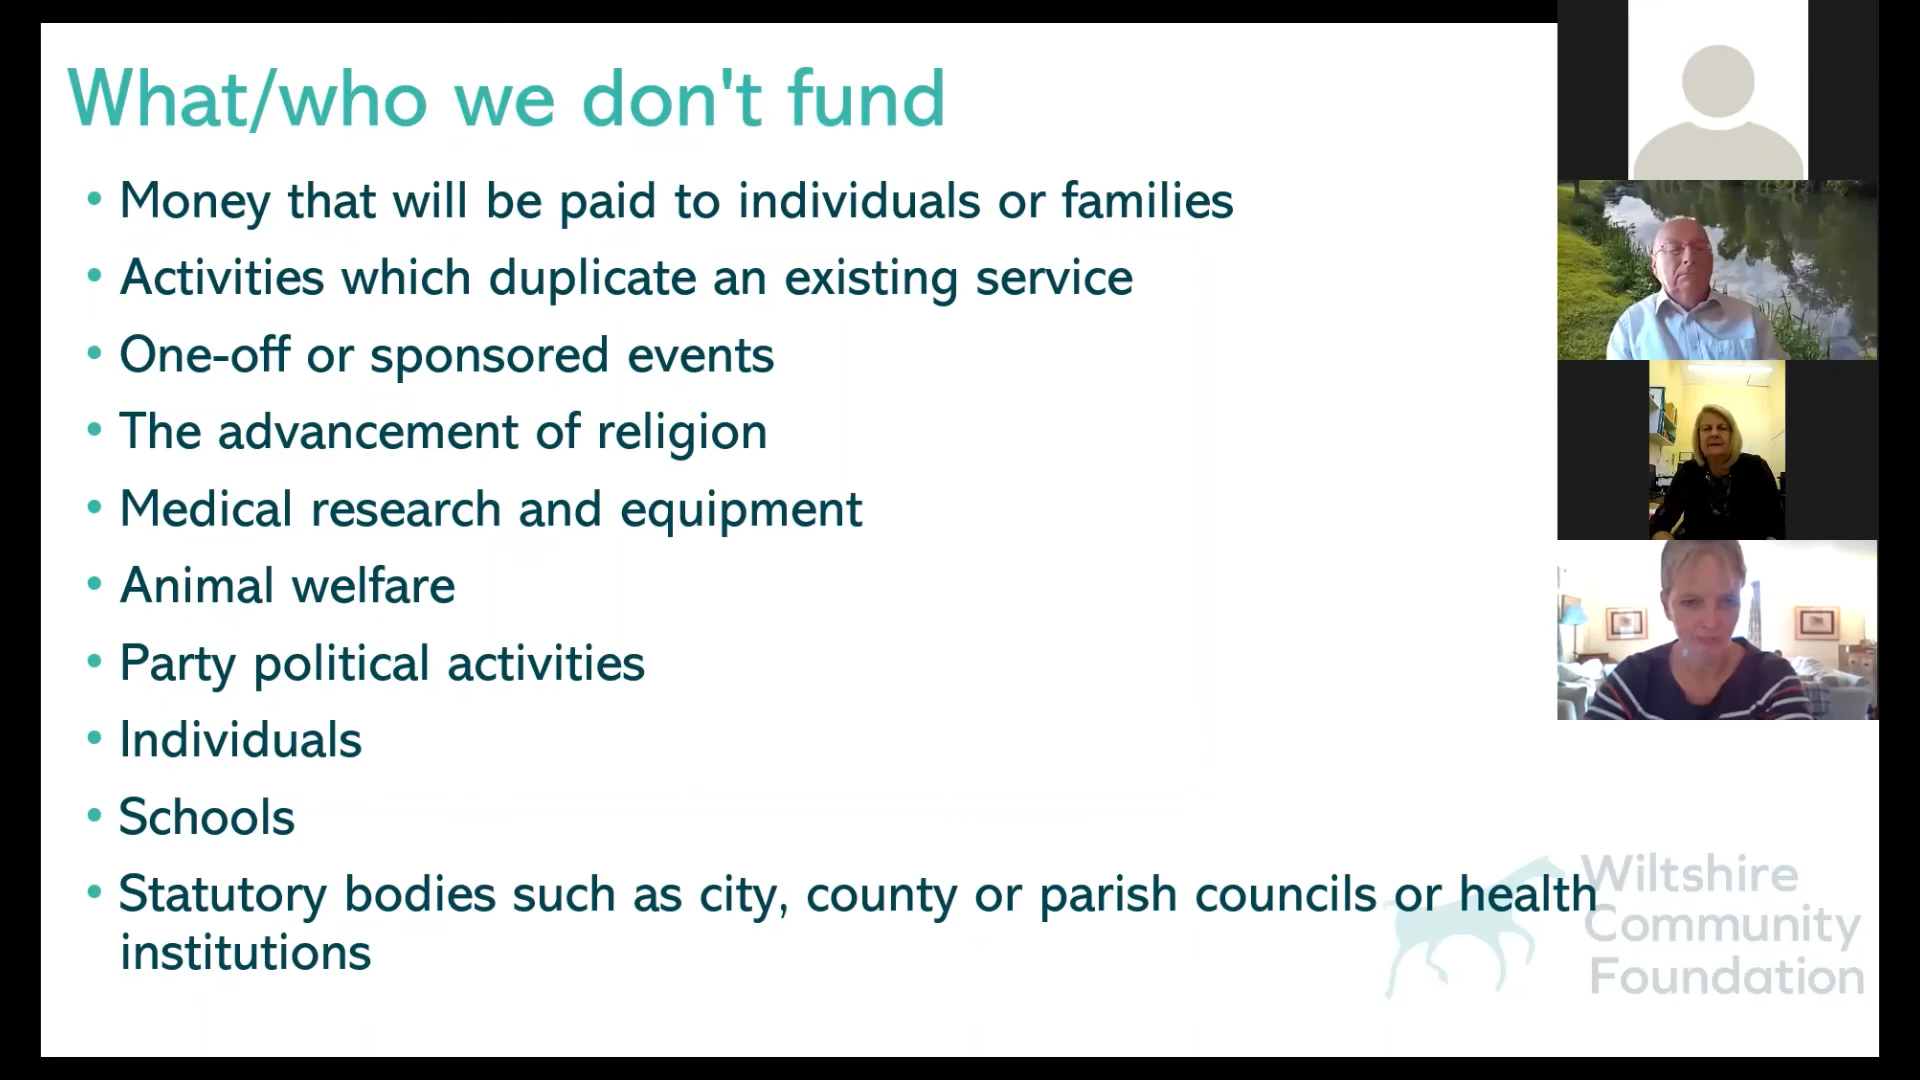 What/who we don't fund
• Money that will be paid to individuals or families
• Activities which duplicate an existing service
• One-off or sponsored events
• The advancement of religion
• Medical research and equipment
• Animal welfare
• Party political activities
• Individuals
• Schools
• Statutory bodies such as city, county or parish councils or health
institutions
Wiltshire
Community
Foundation